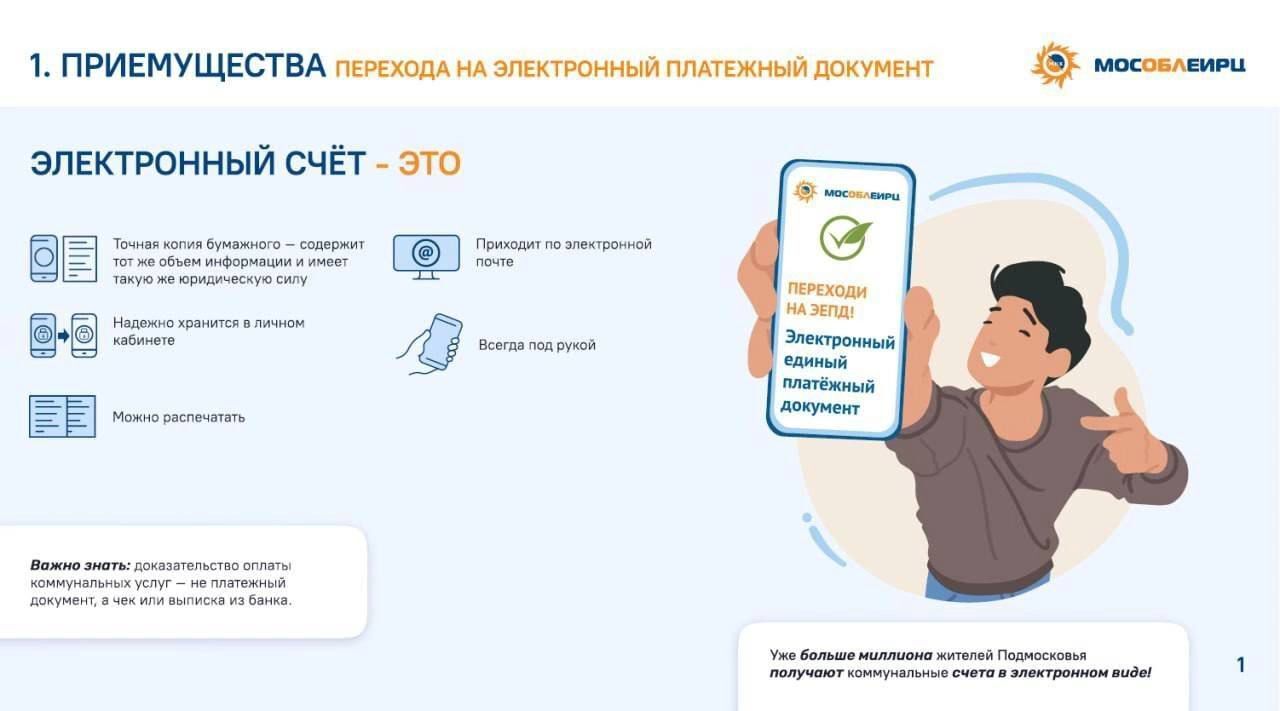 1. ПРИЕМУЩЕСТВА ПЕРЕХОДА НА ЭЛЕКТРОННЫЙ ПЛАТЕЖНЫЙ ДОКУМЕНТ
МОСОБЛЕИРЦ
ЭЛЕКТРОННЫЙ СЧЁТ - ЭТО
Точная копия бумажного — содержит
тот же объем информации и имеет
такую же юридическую силу
Надежно хранится в личном
кабинете
Можно распечатать
@
Приходит по электронной
почте
Всегда под рукой
МОСОБЛЕИРЦ
ПЕРЕХОДИ
НА ЭЕПД!
Электронный
единый
платёжный
документ
Важно знать: доказательство оплаты
коммунальных услуг — не платежный
документ, а чек или выписка из банка.
Уже больше миллиона жителей Подмосковья
получают коммунальные счета в электронном виде!
1